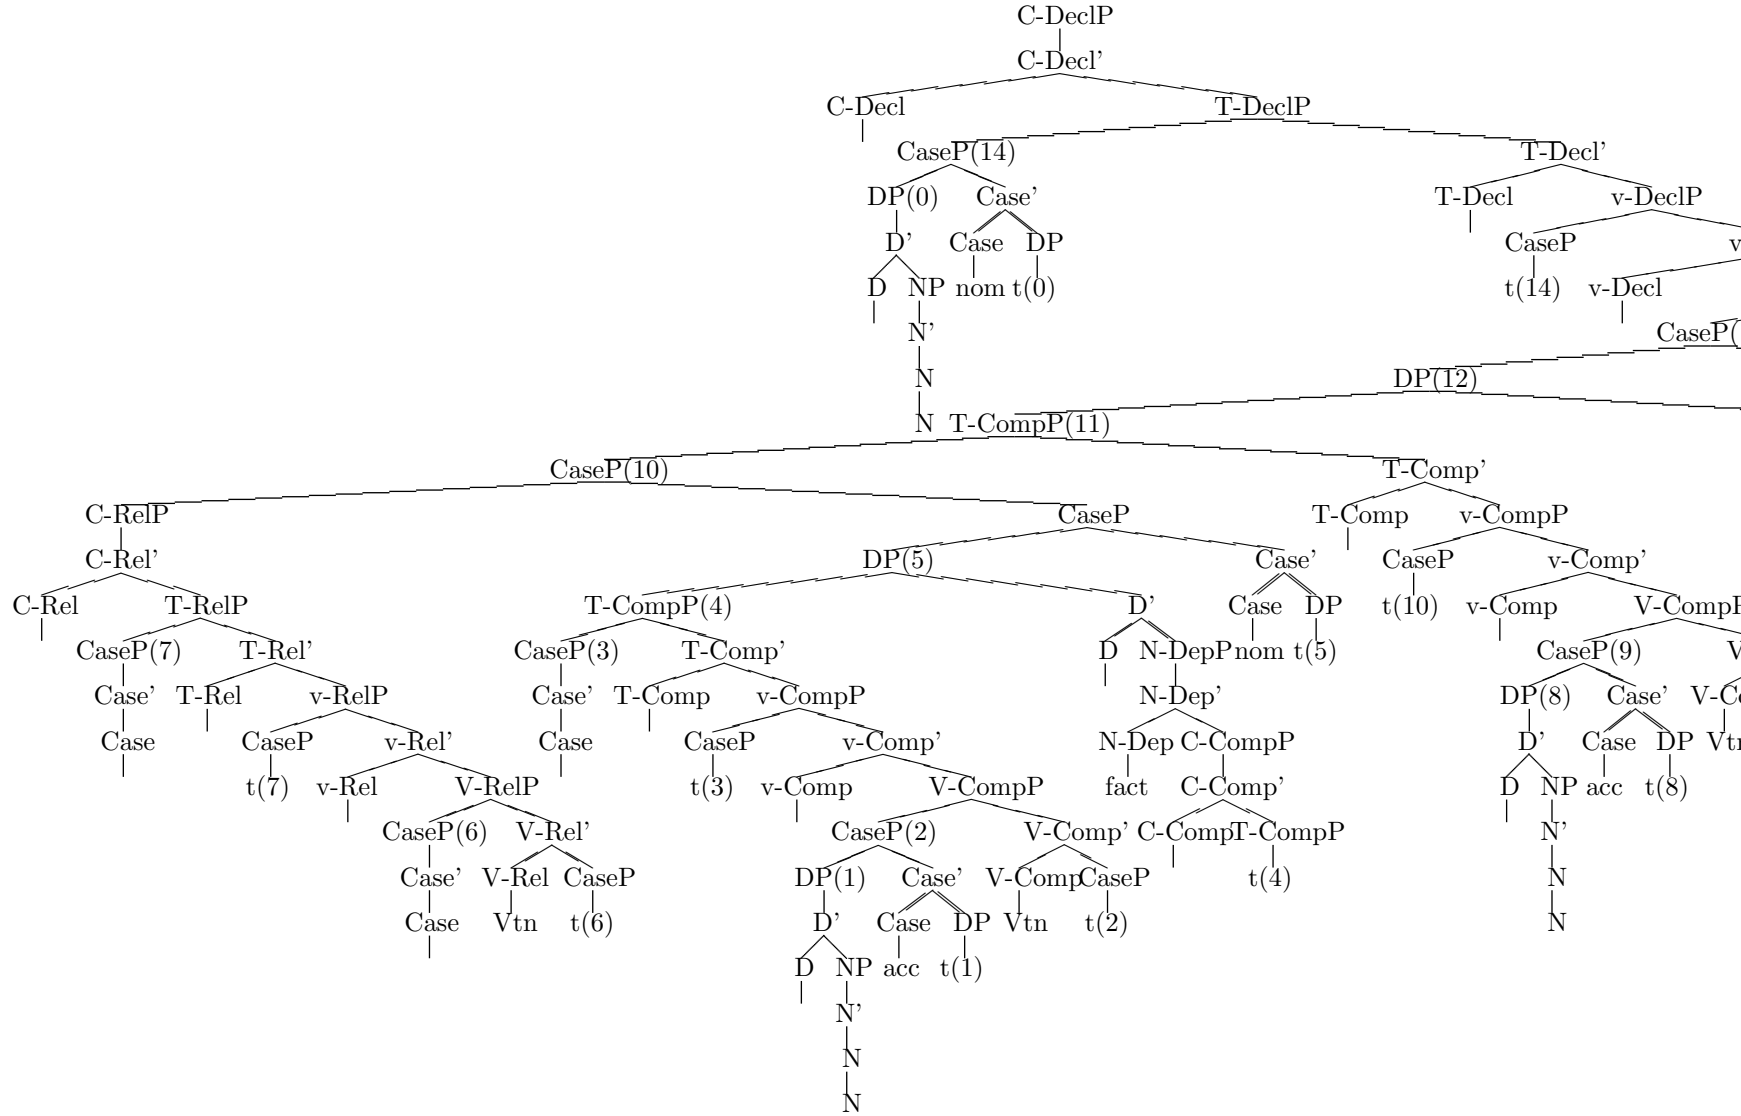 C-DeclP
C-Decl'
C-Decl T-DeclP
CaseP(14) T-Decl'
DP(0) Case' T-Decl v-DeclP
D' Case DP CaseP v
D NP nom t(0) t(14) v-Decl
N' CaseP(
N DP(12)
N T-CompP(11)
CaseP(10) T-Comp'
C-RelP CaseP T-Comp v-CompP
C-Rel' DP(5) Case' CaseP v-Comp'
C-Rel T-RelP T-CompP(4) D' Case DP t(10) v-Comp V-CompP
CaseP(7) T-Rel' CaseP(3) T-Comp' D N-DepP nom t(5) CaseP(9) V
Case' T-Rel v-RelP Case' T-Comp v-CompP N-Dep' DP(8) Case' V-Co
Case CaseP v-Rel' Case CaseP v-Comp' N-Dep C-CompP D' Case DP Vtn
t(7) v-Rel V-RelP t(3) v-Comp V-CompP fact C-Comp' D NP acc t(8)
CaseP(6) V-Rel' CaseP(2) V-Comp' C-Comp T-CompP N'
Case' V-Rel CaseP DP(1) Case' V-Comp CaseP t(4) N
Case Vtn t(6) D' Case DP Vtn t(2) N
D NP acc t(1)
N'
N
N